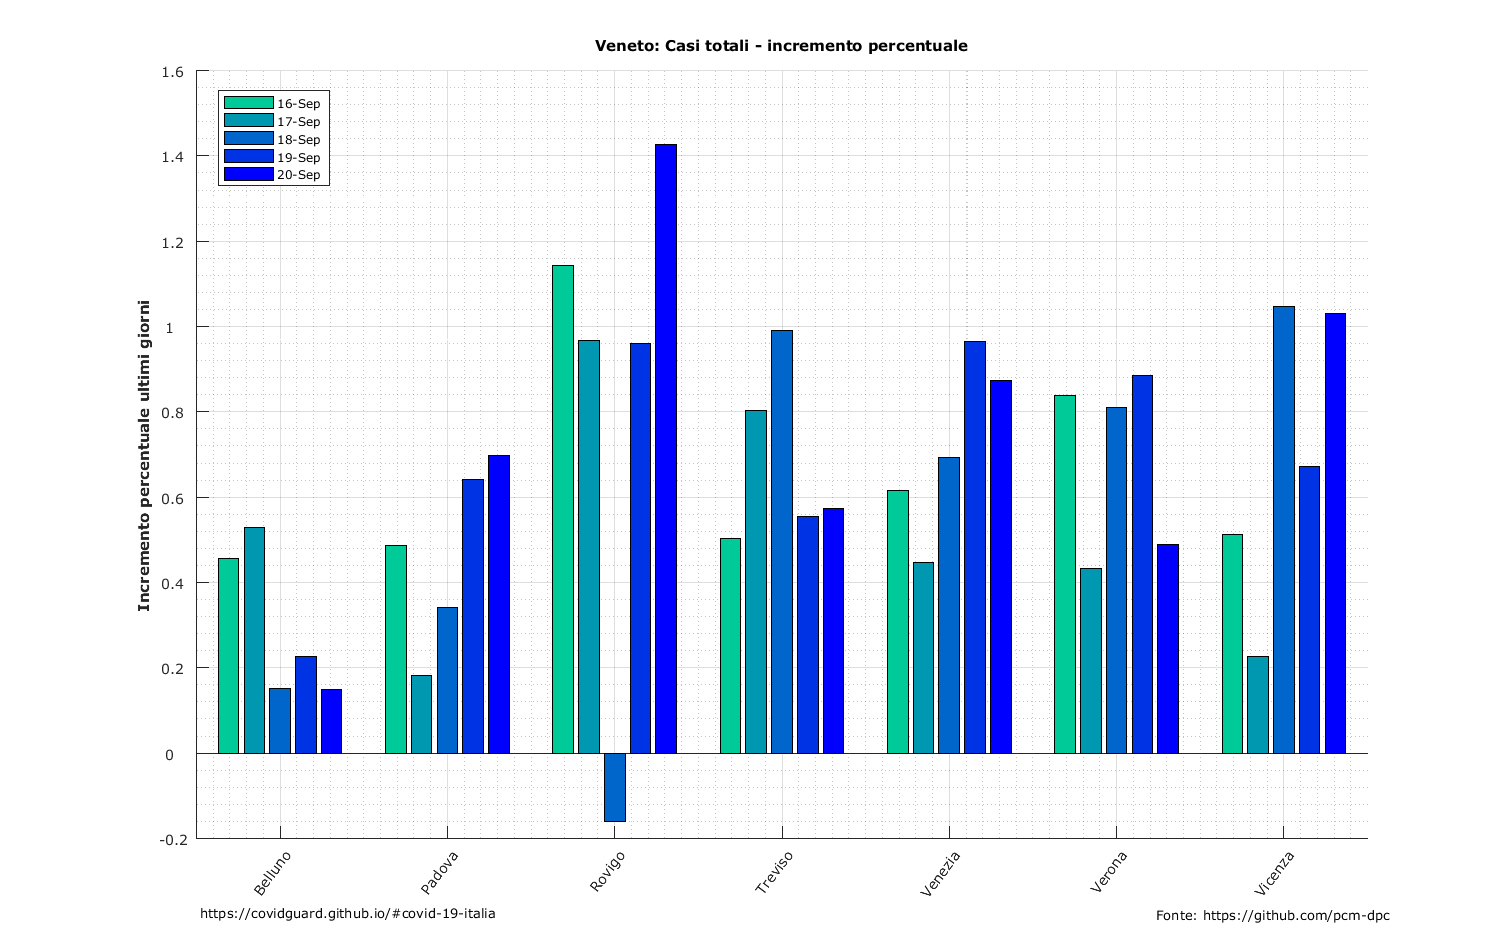 Veneto: Casi totali - incremento percentuale
1.6
1.4
1.2
1
0.8
0.6
0.4
0.2
0
-0.2
Incremento percentuale ultimi giorni
16-Sep
17-Sep
18-Sep
19-Sep
20-Sep
Belluno
Padova
Rovigo
Treviso
Venezia
Verona
Vicenza
https://covidguard.github.io/#covid-19-italia
Fonte: https://github.com/pcm-dpc